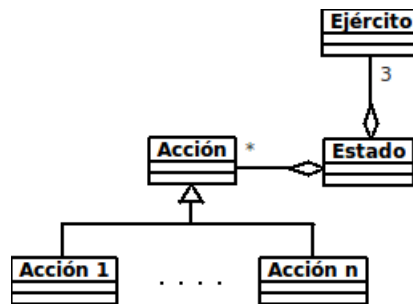 Ejército
3
Acción * Estado
Acción 1 . . . . Acción n